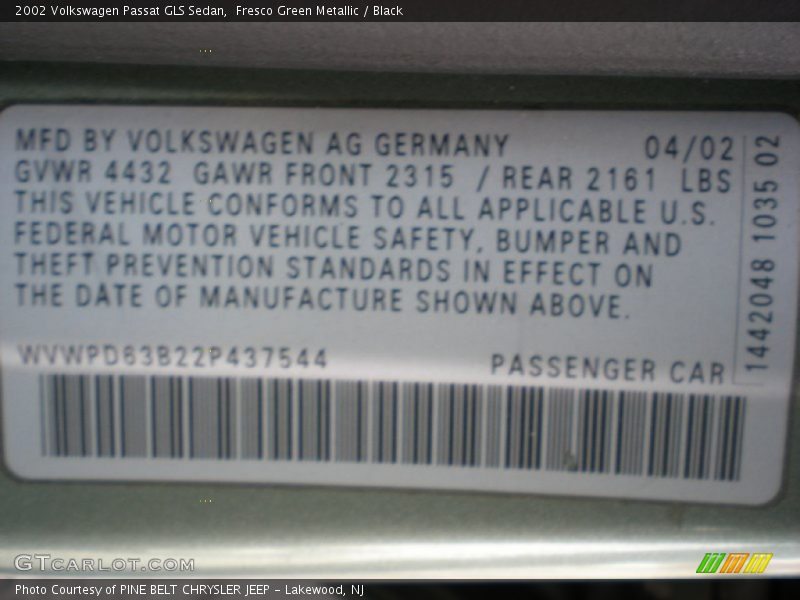 2002 Volkswagen Passat GLS Sedan,  Fresco Green Metallic / Black
MFD BY VOLKSWAGEN AG GERMANY 04/02
GVWR 4432 GAWR FRONT 2315 / REAR 2161 LBS
THIS VEHICLE CONFORMS TO ALL APPLICABLE U.S.
FEDERAL MOTOR VEHICLE SAFETY, BUMPER AND
THEFT PREVENTION STANDARDS IN EFFECT ON
THE DATE OF MANUFACTURE SHOWN ABOVE.
WVWPD63B22P437544 PASSENGER CAR
1442048 1035 02
GTCARLOT.COM
Photo Courtesy of PINE BELT CHRYSLER JEEP - Lakewood, NJ